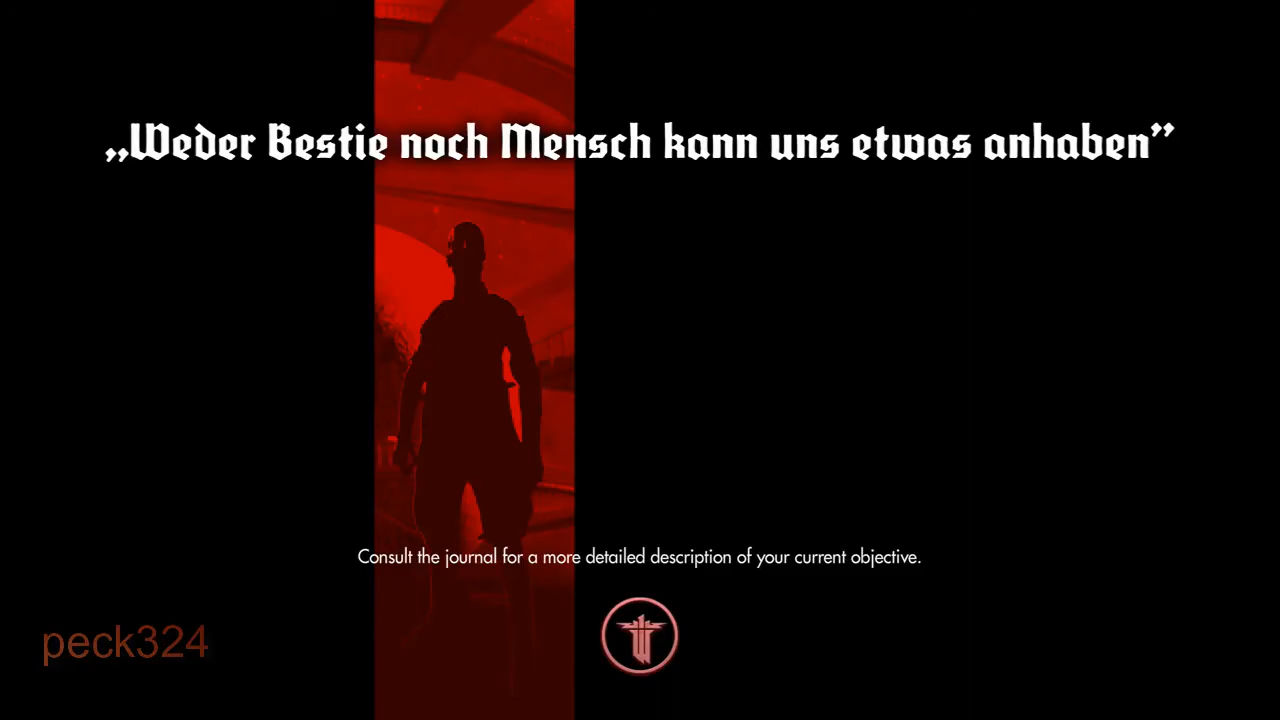 „Weder Bestie noch Mensch kann uns etwas anhaben”
Consult the journal for a more detailed description of your current objective.
peck324